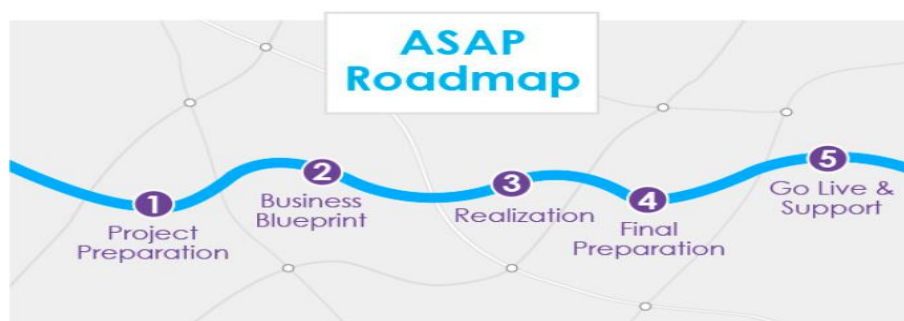 ASAP
Roadmap
1
Project
Preparation
2
Business
Blueprint
3
Realization
4
Final
Preparation
5
Go Live &
Support